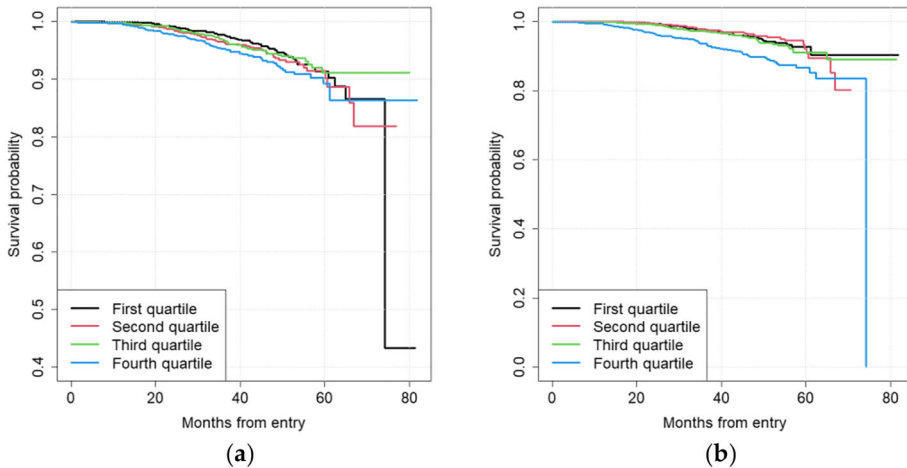 Survival probability
1.0
0.9
0.8
0.7
0.6
0.5
0.4
First quartile
Second quartile
Third quartile
Fourth quartile
0
20
40
60
80
Months from entry
(a)
Survival probability
1.0
0.8
0.6
0.4
0.2
0.0
First quartile
Second quartile
Third quartile
Fourth quartile
0
20
40
60
80
Months from entry
(b)